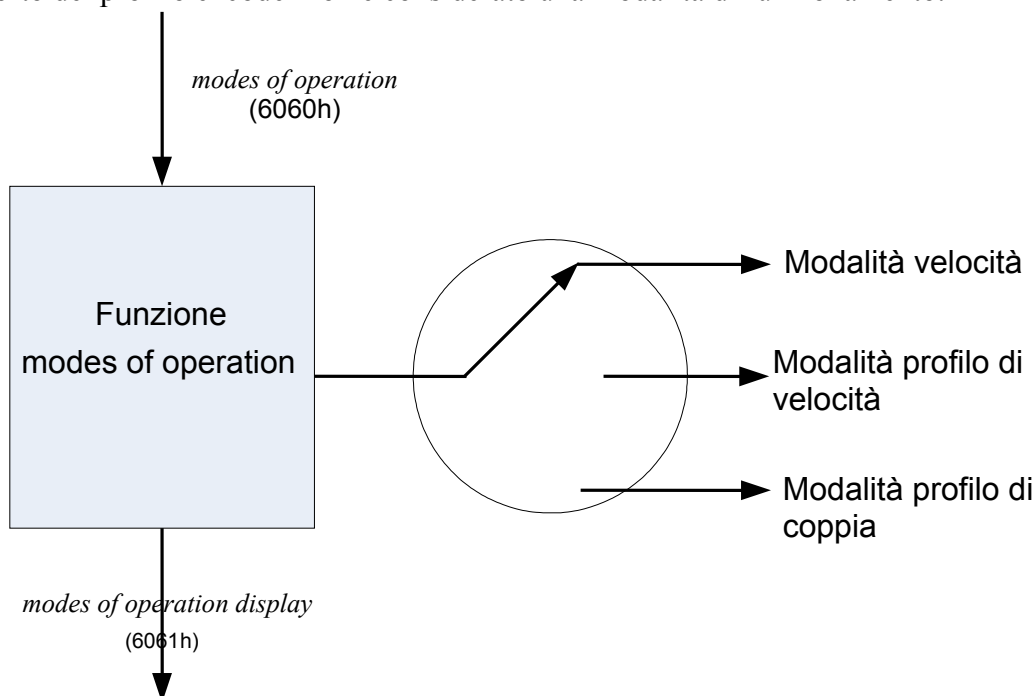 modes of operation
(6060h)
Funzione
modes of operation
Modalità velocità
Modalità profilo di
velocità
Modalità profilo di
coppia
modes of operation display
(6061h)